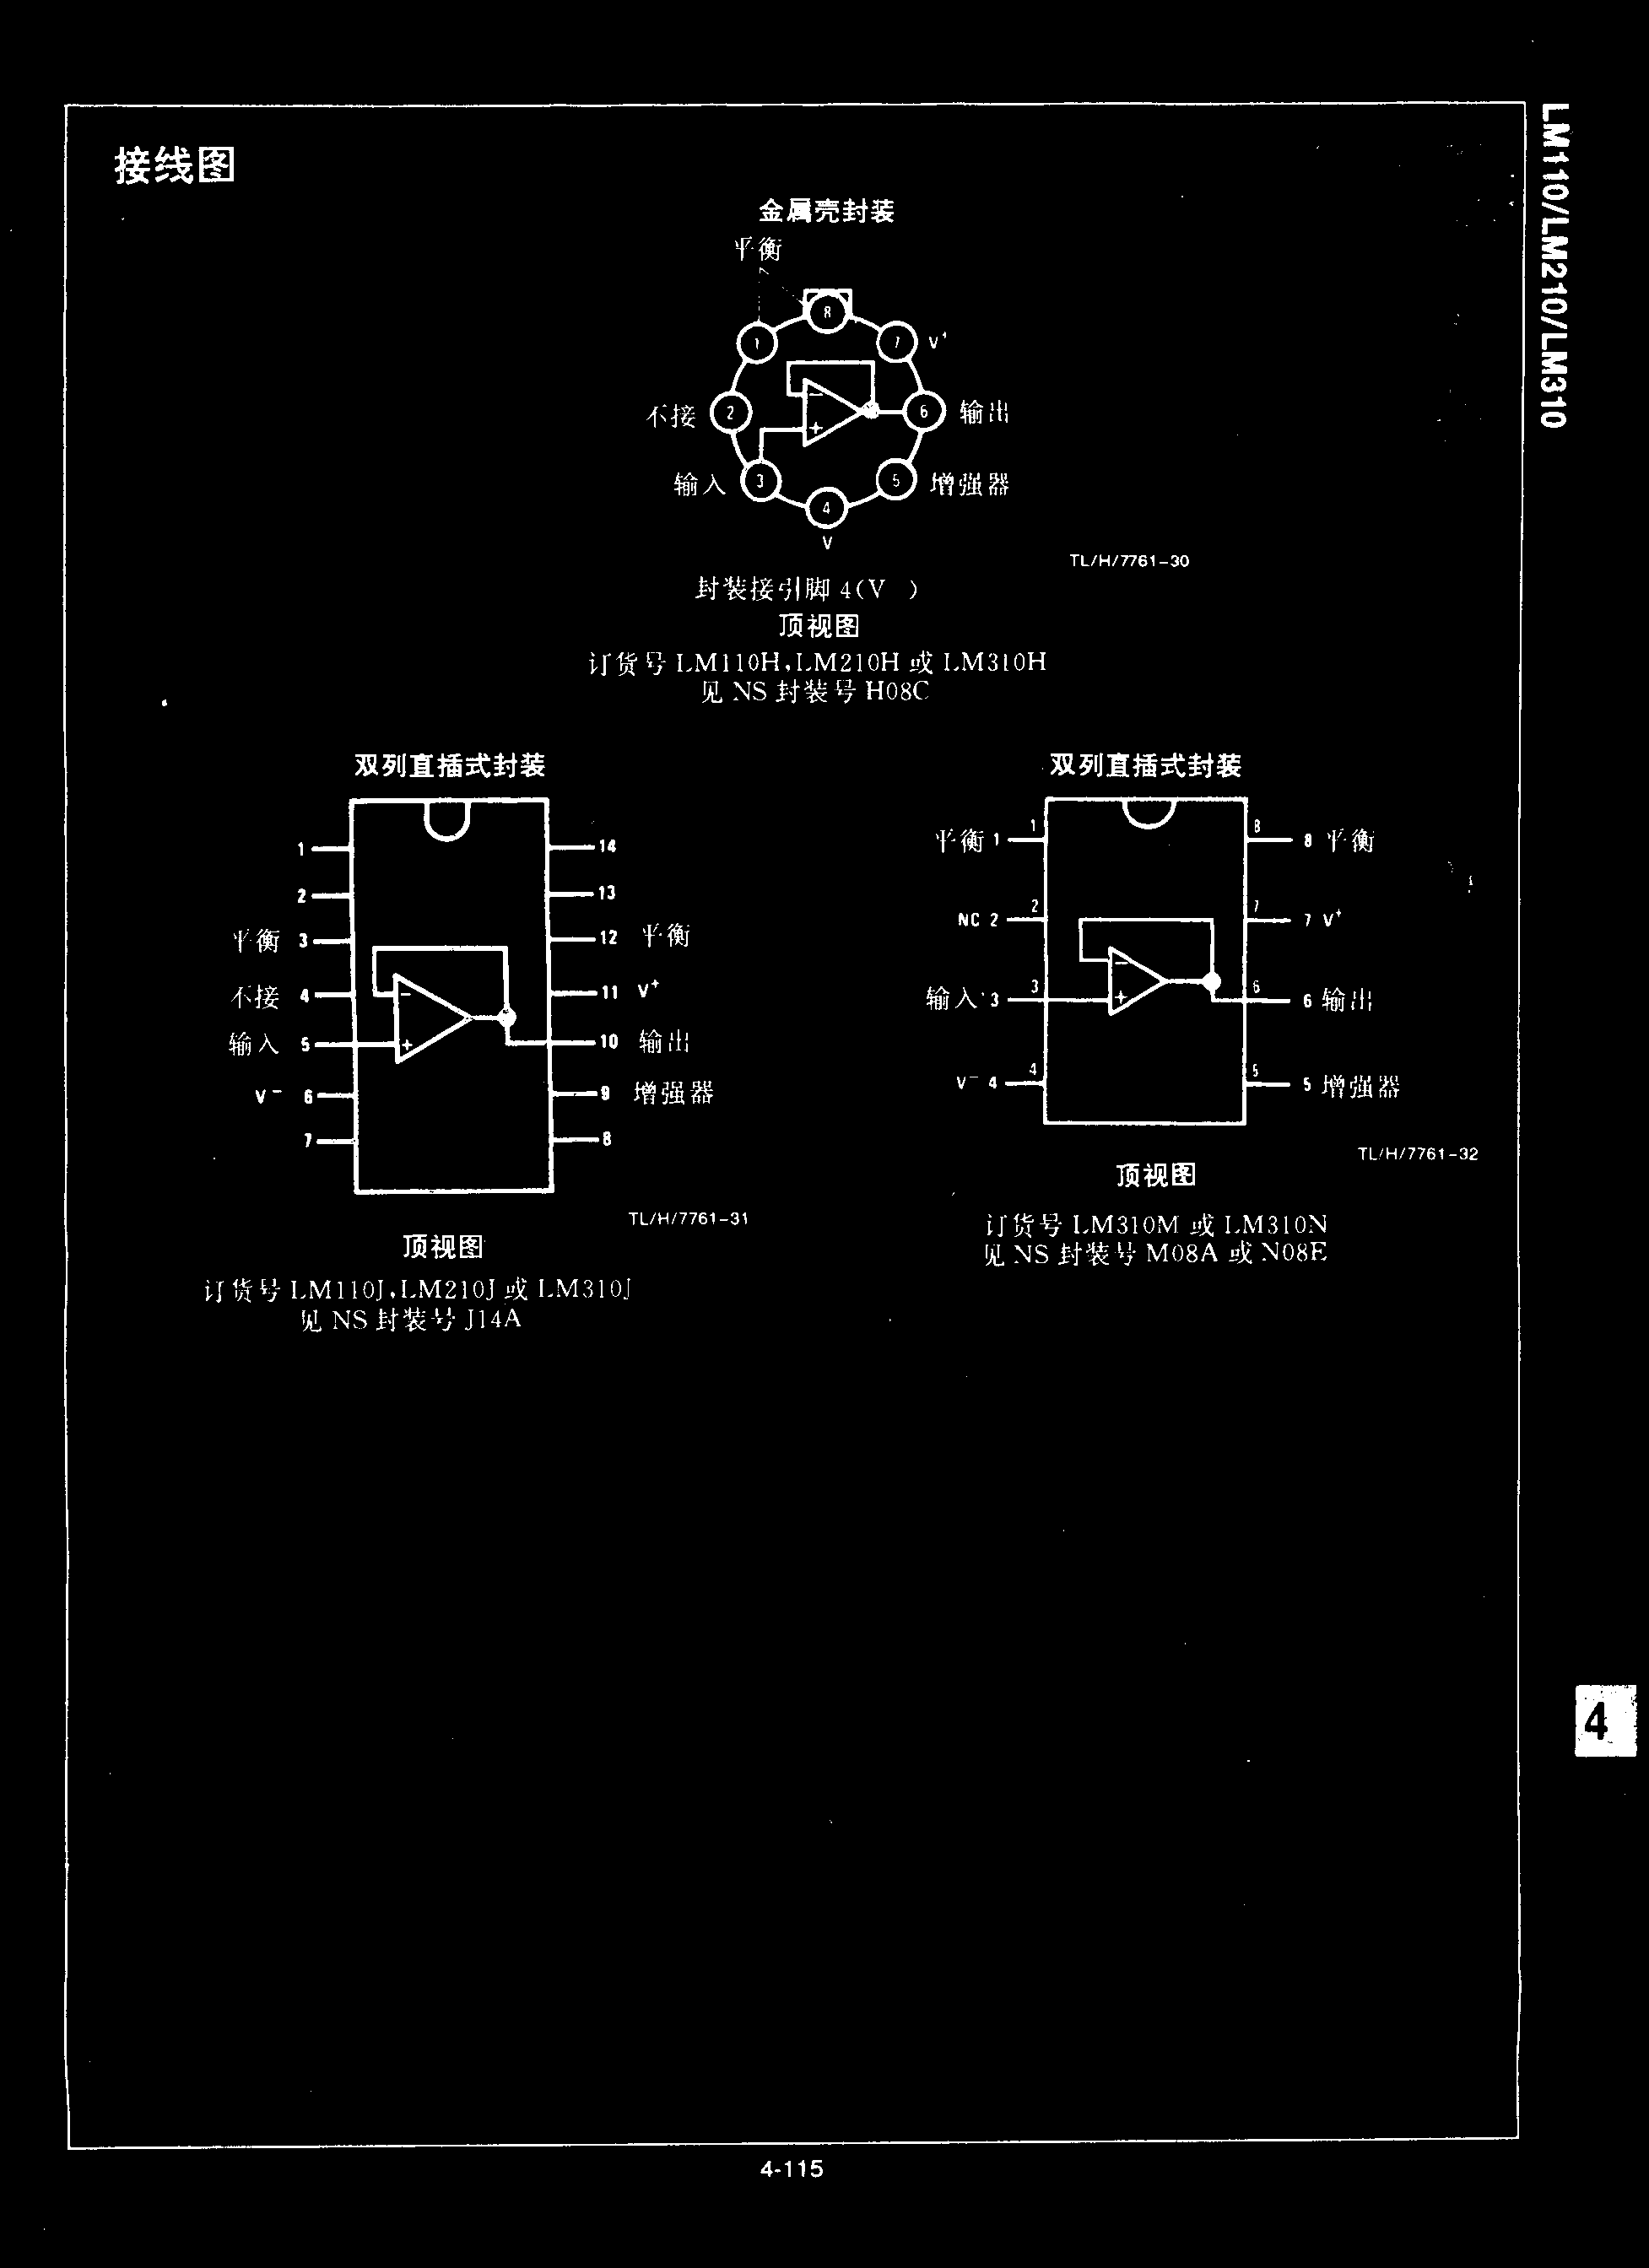 LM110/LM210/LM310
接线图
金属壳封装
平衡
8
1
7 V⁺
不接 2
6 输出
输入 3
5 增强器
4
V
TL/H/7761-30
封装接引脚 4(V )
顶视图
订货号 LM110H,LM210H 或 LM310H
见 NS 封装号 H08C
双列直插式封装
1
14
2
13
平衡 3
12 平衡
不接 4
11 V⁺
输入 5
10 输出
V⁻ 6
9 增强器
7
8
− +
TL/H/7761-31
顶视图
订货号 LM110J,LM210J 或 LM310J
见 NS 封装号 J14A
双列直插式封装
平衡 1 1
8 8 平衡
NC 2 2
7 7 V⁺
输入 3 3
6 6 输出
V⁻ 4 4
5 5 增强器
− +
TL/H/7761-32
顶视图
订货号 LM310M 或 LM310N
见 NS 封装号 M08A 或 N08E
4
4-115